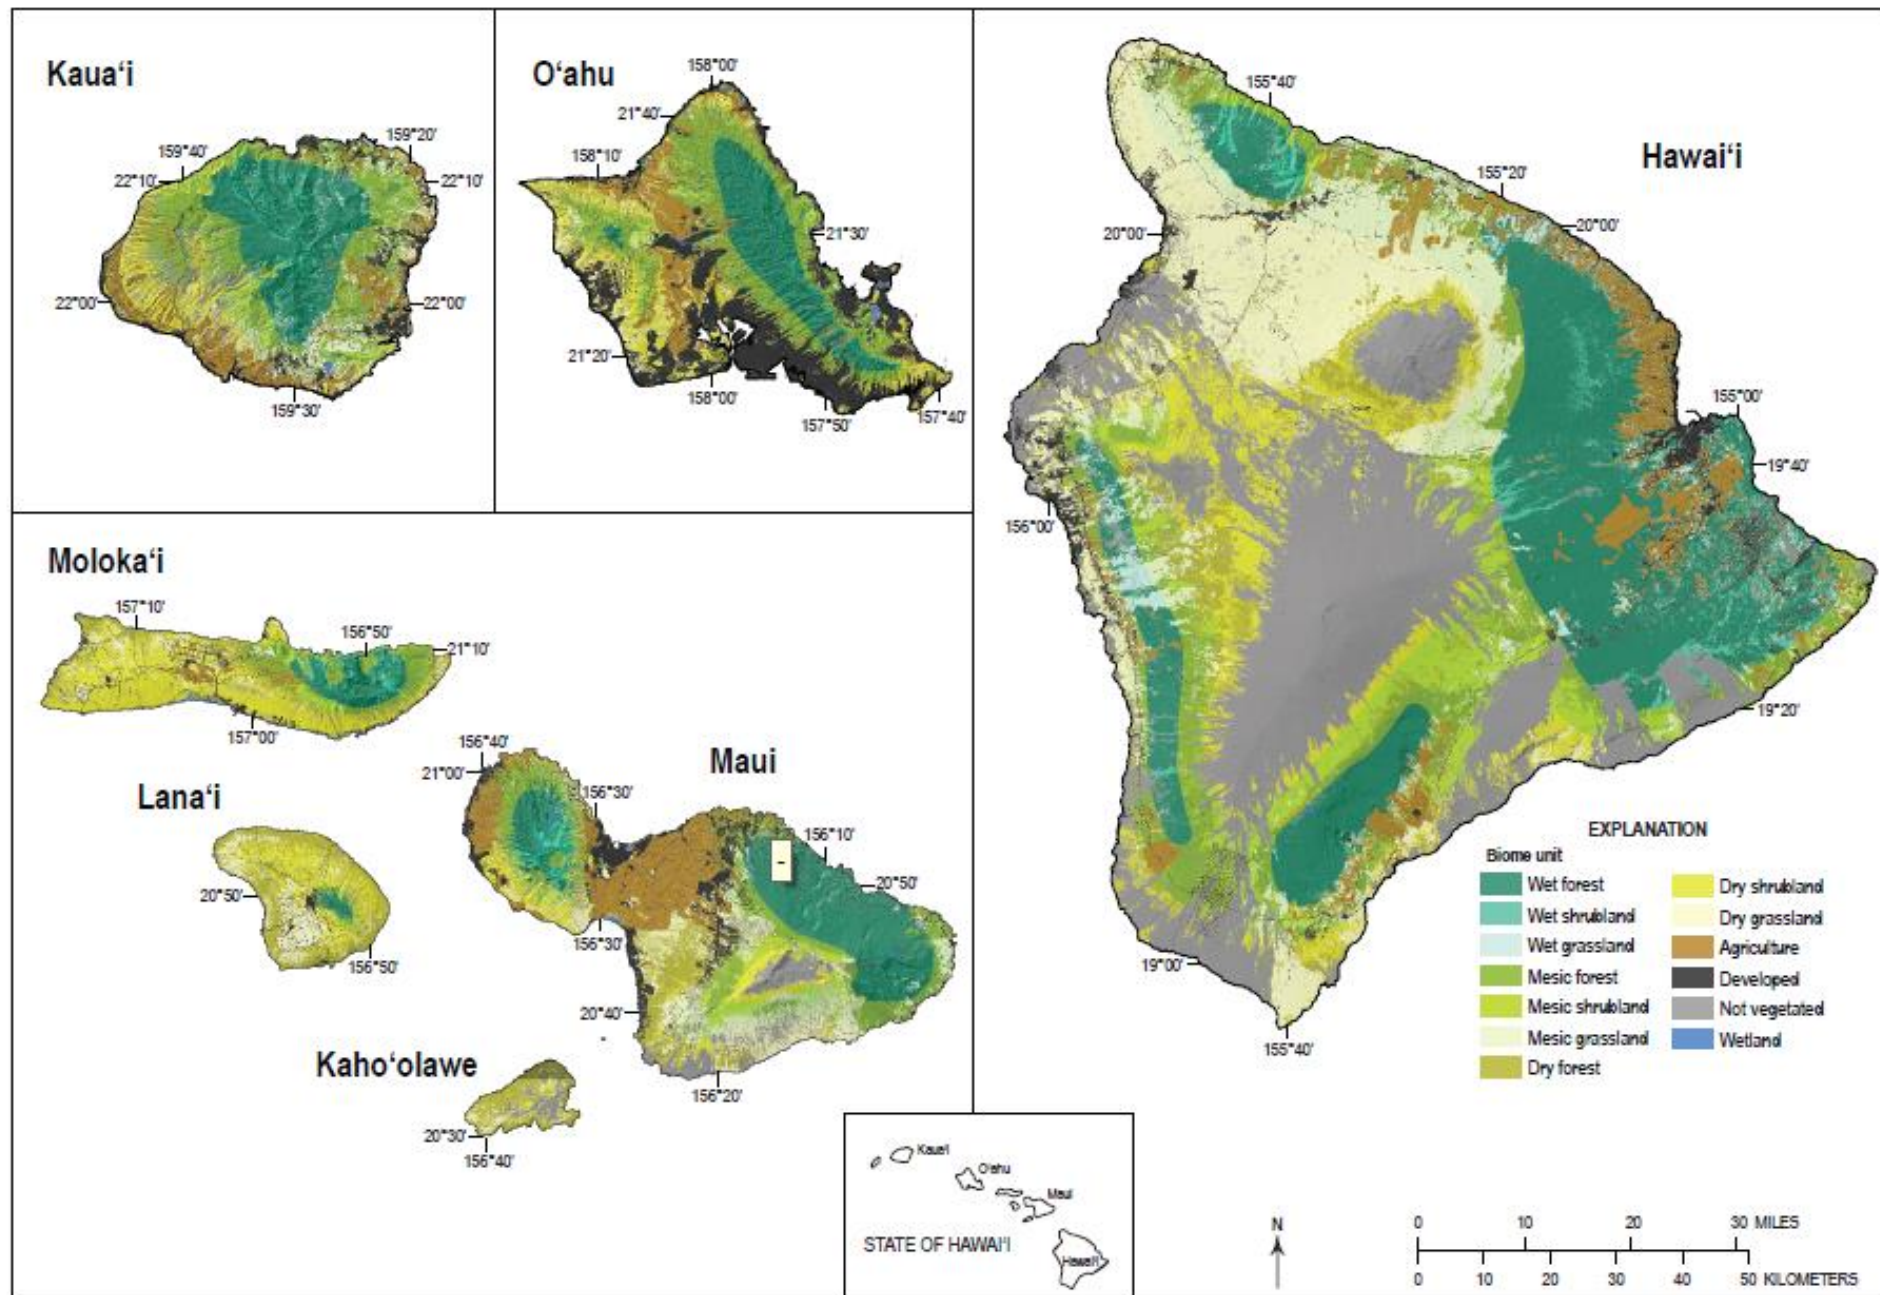 Kaua‘i
159°40'
159°20'
22°10'
22°10'
22°00'
22°00'
159°30'
O‘ahu
158°00'
21°40'
158°10'
21°30'
21°20'
158°00'
157°50'
157°40'
Hawai‘i
155°40'
155°20'
20°00'
20°00'
155°00'
19°40'
156°00'
19°20'
19°00'
155°40'
Moloka‘i
157°10'
156°50'
21°10'
157°00'
Lana‘i
20°50'
156°50'
Maui
156°40'
21°00'
156°30'
156°10'
-
20°50'
156°30'
20°40'
156°20'
Kaho‘olawe
20°30'
156°40'
EXPLANATION
Biome unit
Wet forest
Wet shrubland
Wet grassland
Mesic forest
Mesic shrubland
Mesic grassland
Dry forest
Dry shrubland
Dry grassland
Agriculture
Developed
Not vegetated
Wetland
Kaua‘i
O‘ahu
Maui
Hawai‘i
STATE OF HAWAI‘I
N
0 10 20 30 MILES
0 10 20 30 40 50 KILOMETERS